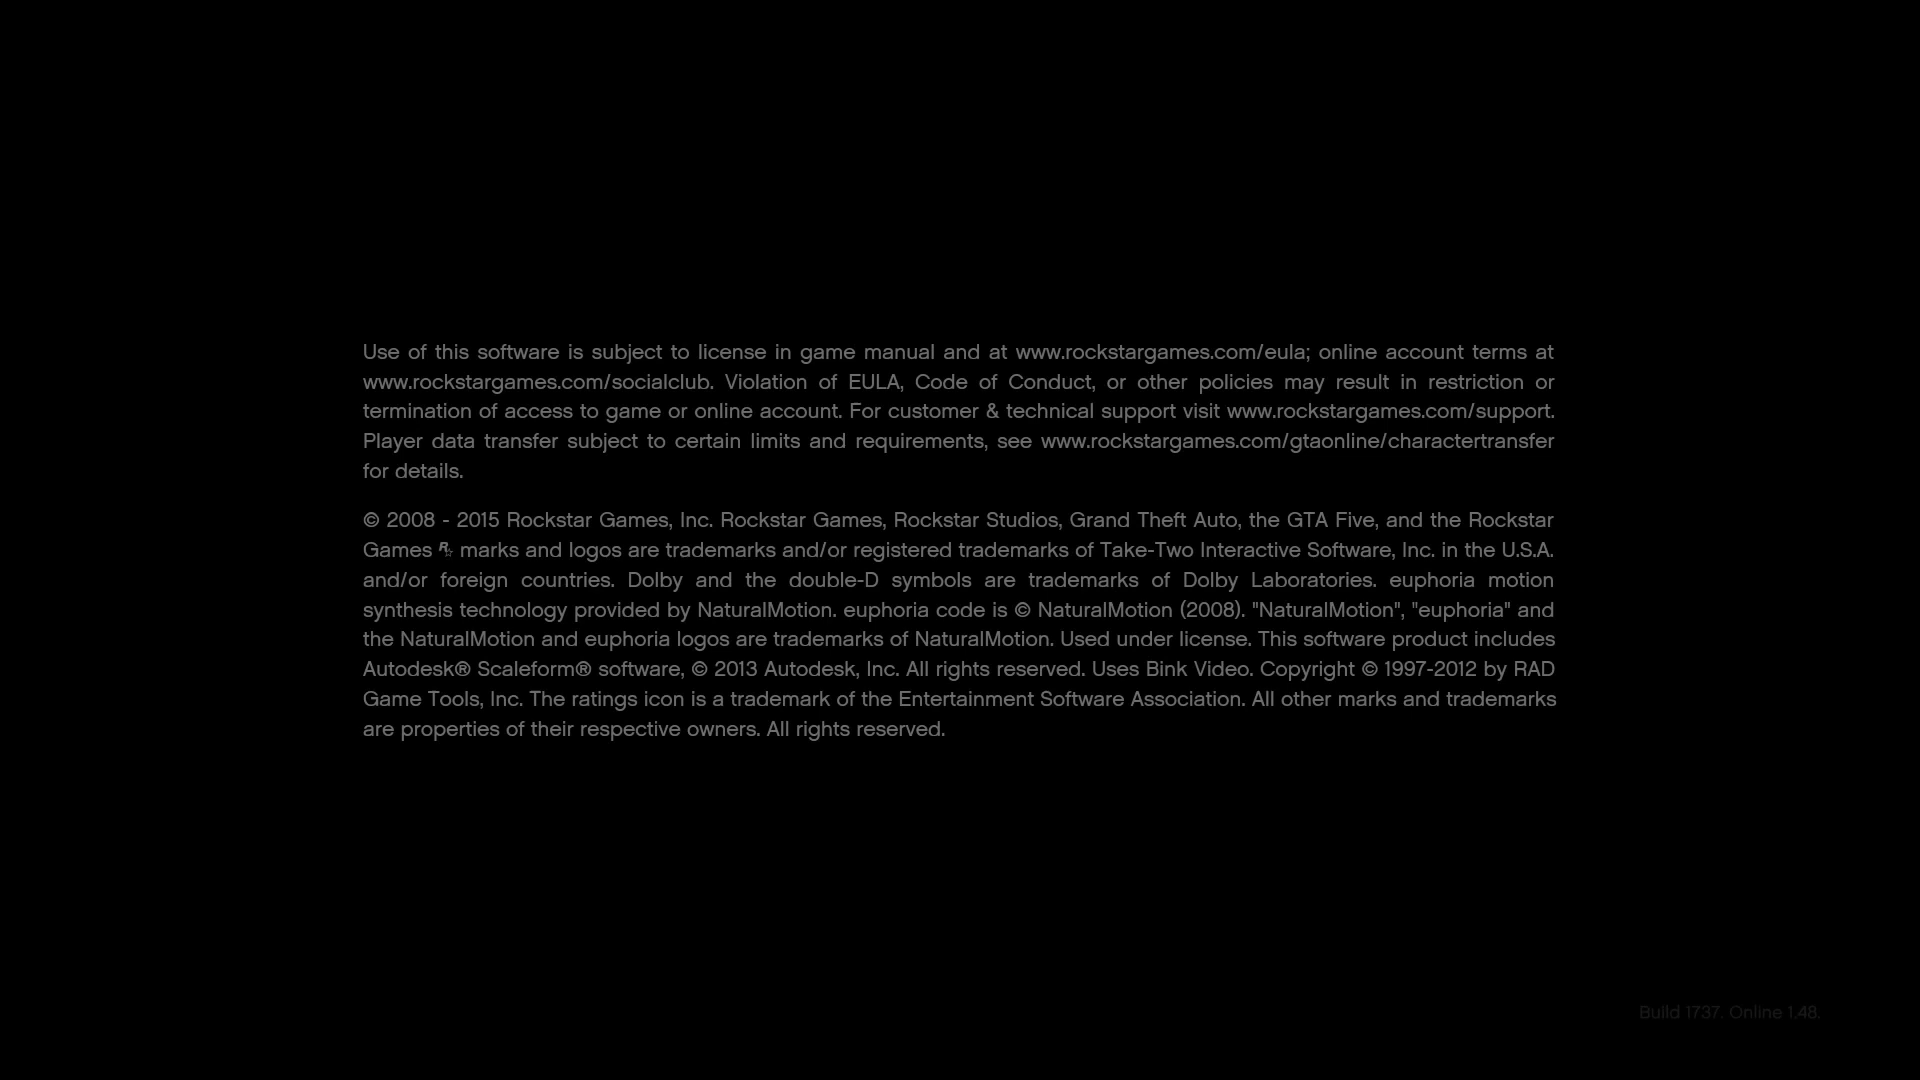 Use of this software is subject to license in game manual and at www.rockstargames.com/eula; online account terms at
www.rockstargames.com/socialclub. Violation of EULA, Code of Conduct, or other policies may result in restriction or
termination of access to game or online account. For customer & technical support visit www.rockstargames.com/support.
Player data transfer subject to certain limits and requirements, see www.rockstargames.com/gtaonline/charactertransfer
for details.
© 2008 - 2015 Rockstar Games, Inc. Rockstar Games, Rockstar Studios, Grand Theft Auto, the GTA Five, and the Rockstar
Games R* marks and logos are trademarks and/or registered trademarks of Take-Two Interactive Software, Inc. in the U.S.A.
and/or foreign countries. Dolby and the double-D symbols are trademarks of Dolby Laboratories. euphoria motion
synthesis technology provided by NaturalMotion. euphoria code is © NaturalMotion (2008). "NaturalMotion", "euphoria" and
the NaturalMotion and euphoria logos are trademarks of NaturalMotion. Used under license. This software product includes
Autodesk® Scaleform® software, © 2013 Autodesk, Inc. All rights reserved. Uses Bink Video. Copyright © 1997-2012 by RAD
Game Tools, Inc. The ratings icon is a trademark of the Entertainment Software Association. All other marks and trademarks
are properties of their respective owners. All rights reserved.
Build 1737. Online 1.48.